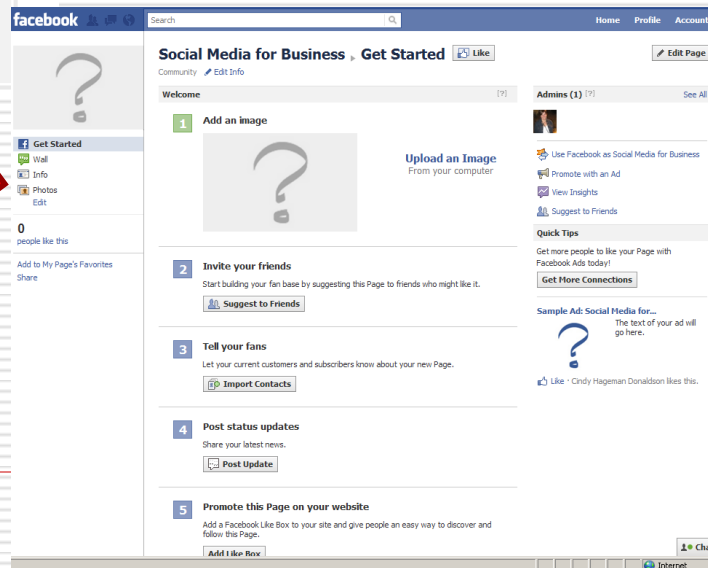 facebook
Search
Home Profile Account
Social Media for Business Get Started Like
Edit Page
Community Edit Info
Get Started
Wall
Info
Photos
Edit
0
people like this
Add to My Page's Favorites
Share
Welcome [?]
1 Add an image
Upload an Image
From your computer
2 Invite your friends
Start building your fan base by suggesting this Page to friends who might like it.
Suggest to Friends
3 Tell your fans
Let your current customers and subscribers know about your new Page.
Import Contacts
4 Post status updates
Share your latest news.
Post Update
5 Promote this Page on your website
Add a Facebook Like Box to your site and give people an easy way to discover and
follow this Page.
Add Like Box
Admins (1) [?] See All
Use Facebook as Social Media for Business
Promote with an Ad
View Insights
Suggest to Friends
Quick Tips
Get more people to like your Page with
Facebook Ads today!
Get More Connections
Sample Ad: Social Media for...
The text of your ad will
go here.
Like · Cindy Hageman Donaldson likes this.
Cha
Internet